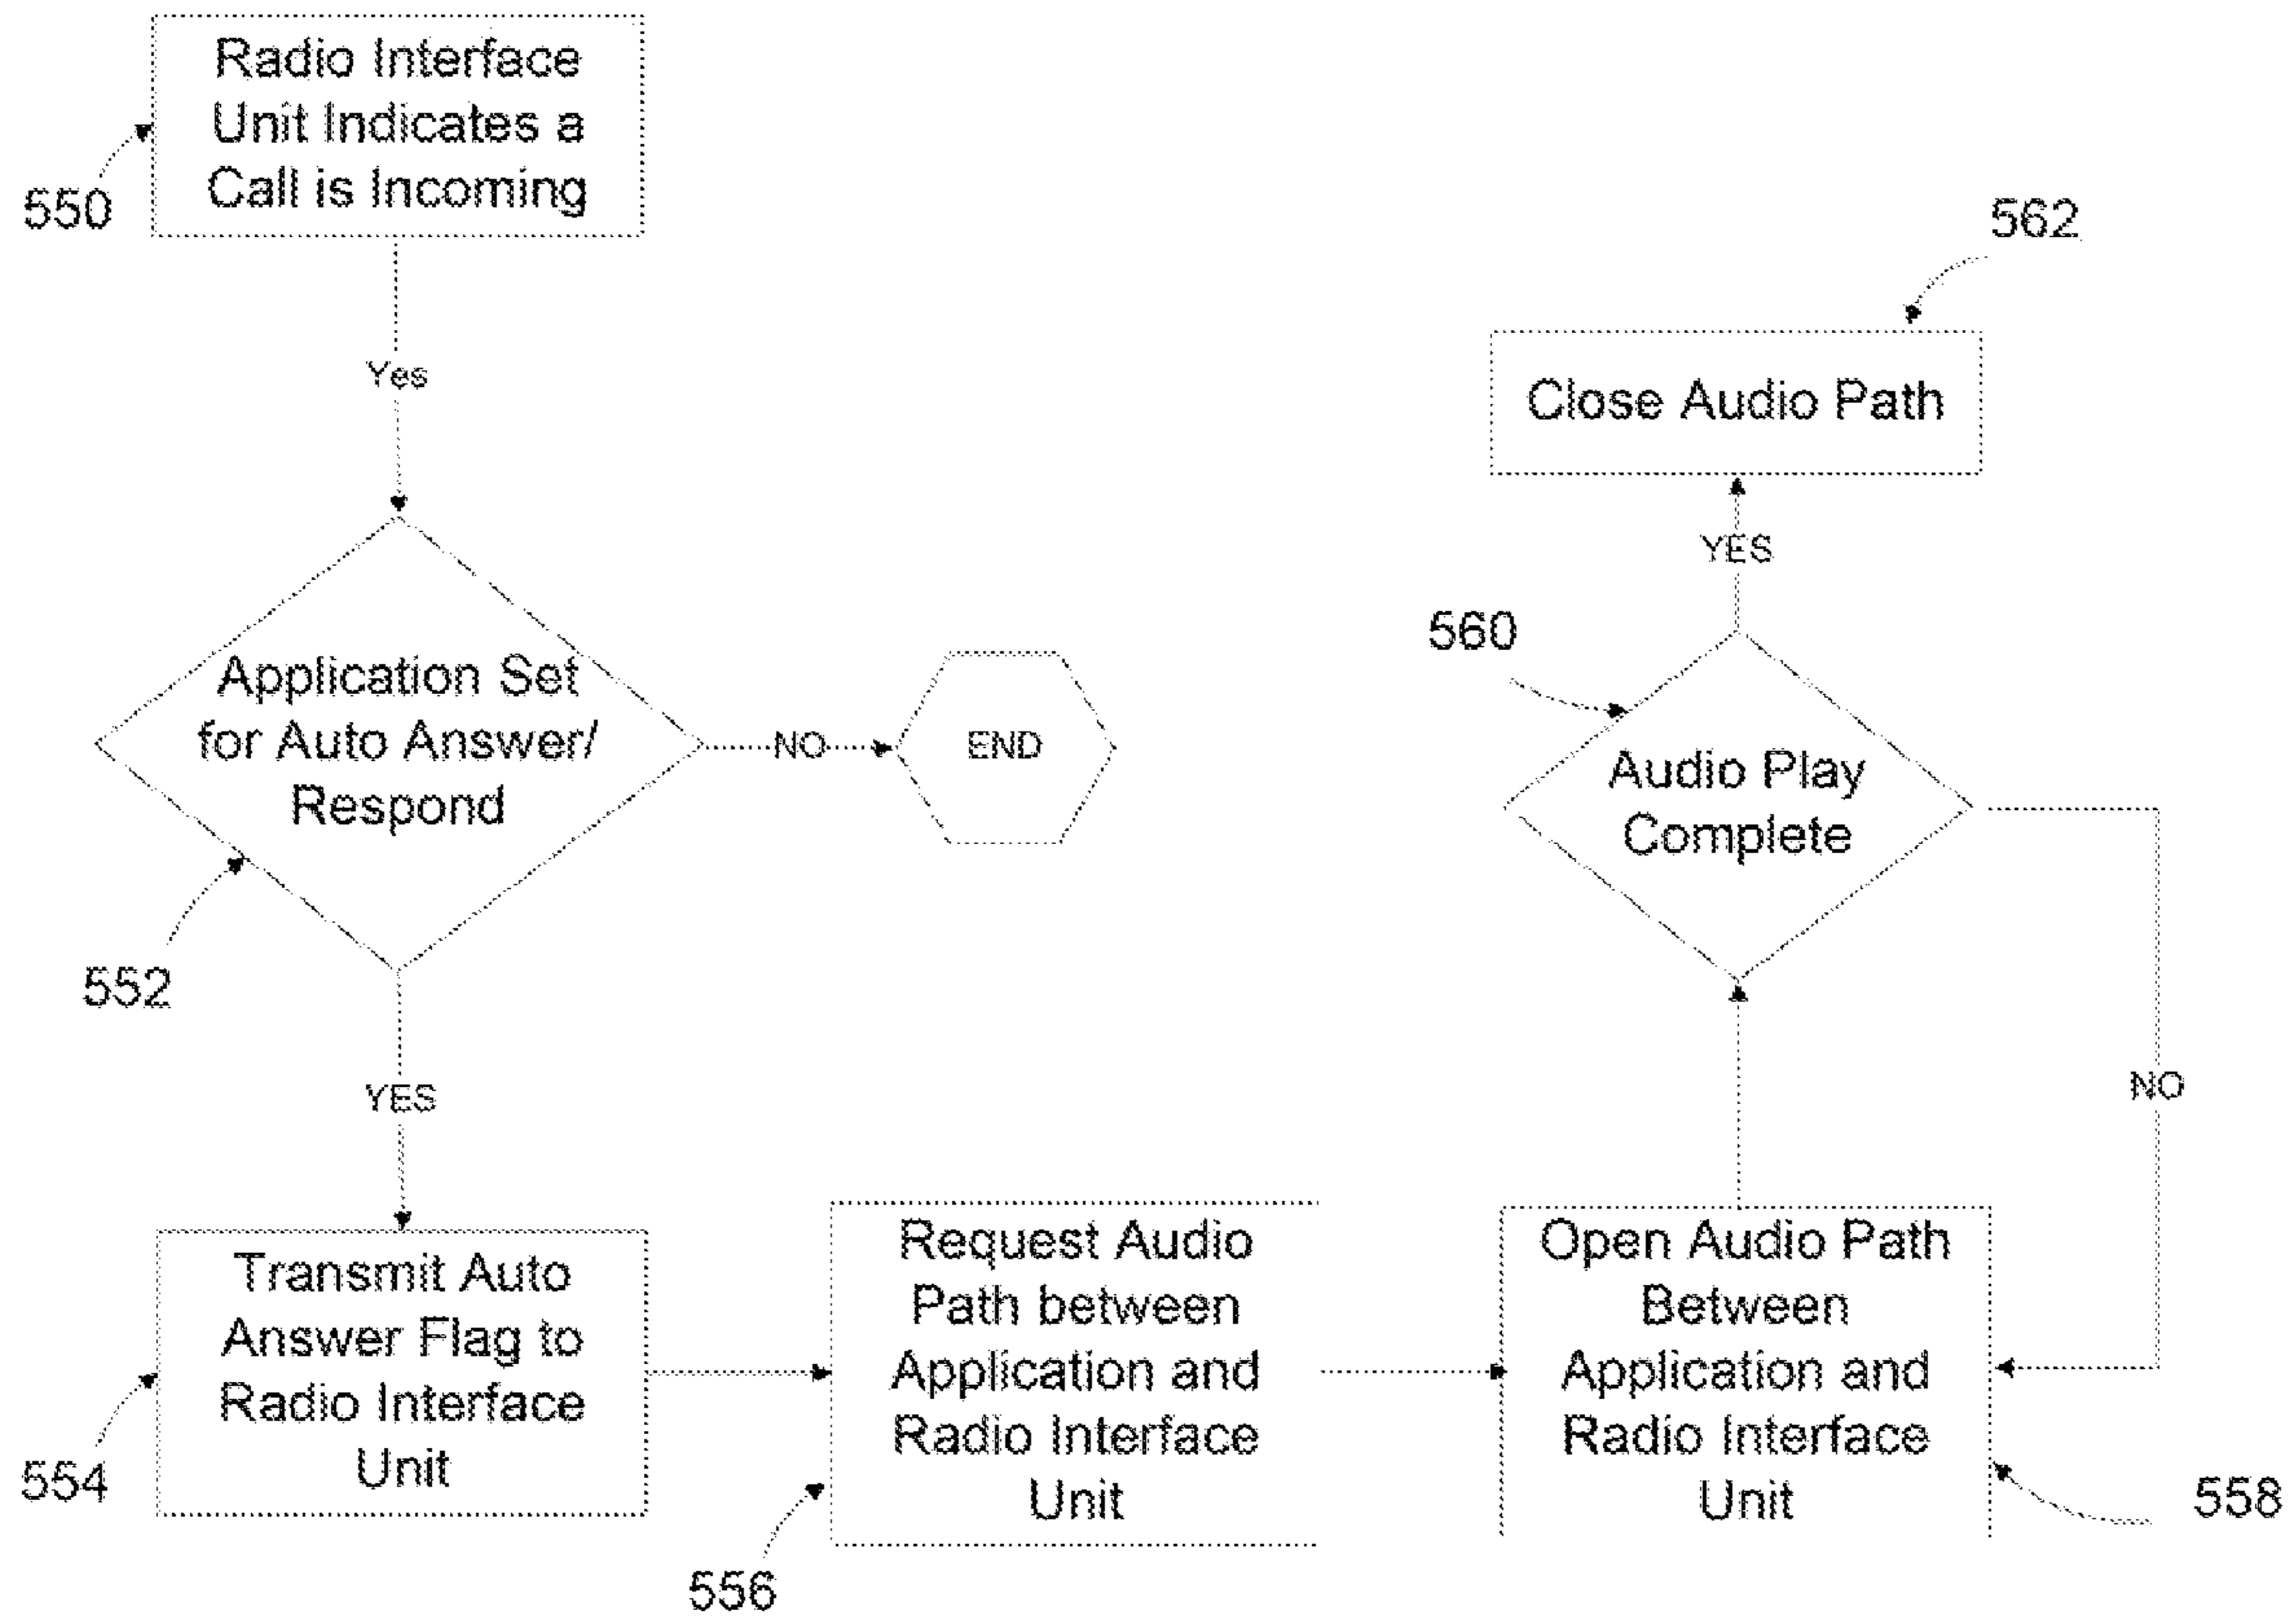 Radio Interface
Unit Indicates a
Call is Incoming
550
Yes
Application Set
for Auto Answer/
Respond
552
NO
END
YES
Transmit Auto
Answer Flag to
Radio Interface
Unit
554
Request Audio
Path between
Application and
Radio Interface
Unit
556
Open Audio Path
Between
Application and
Radio Interface
Unit
558
Audio Play
Complete
560
NO
YES
Close Audio Path
562